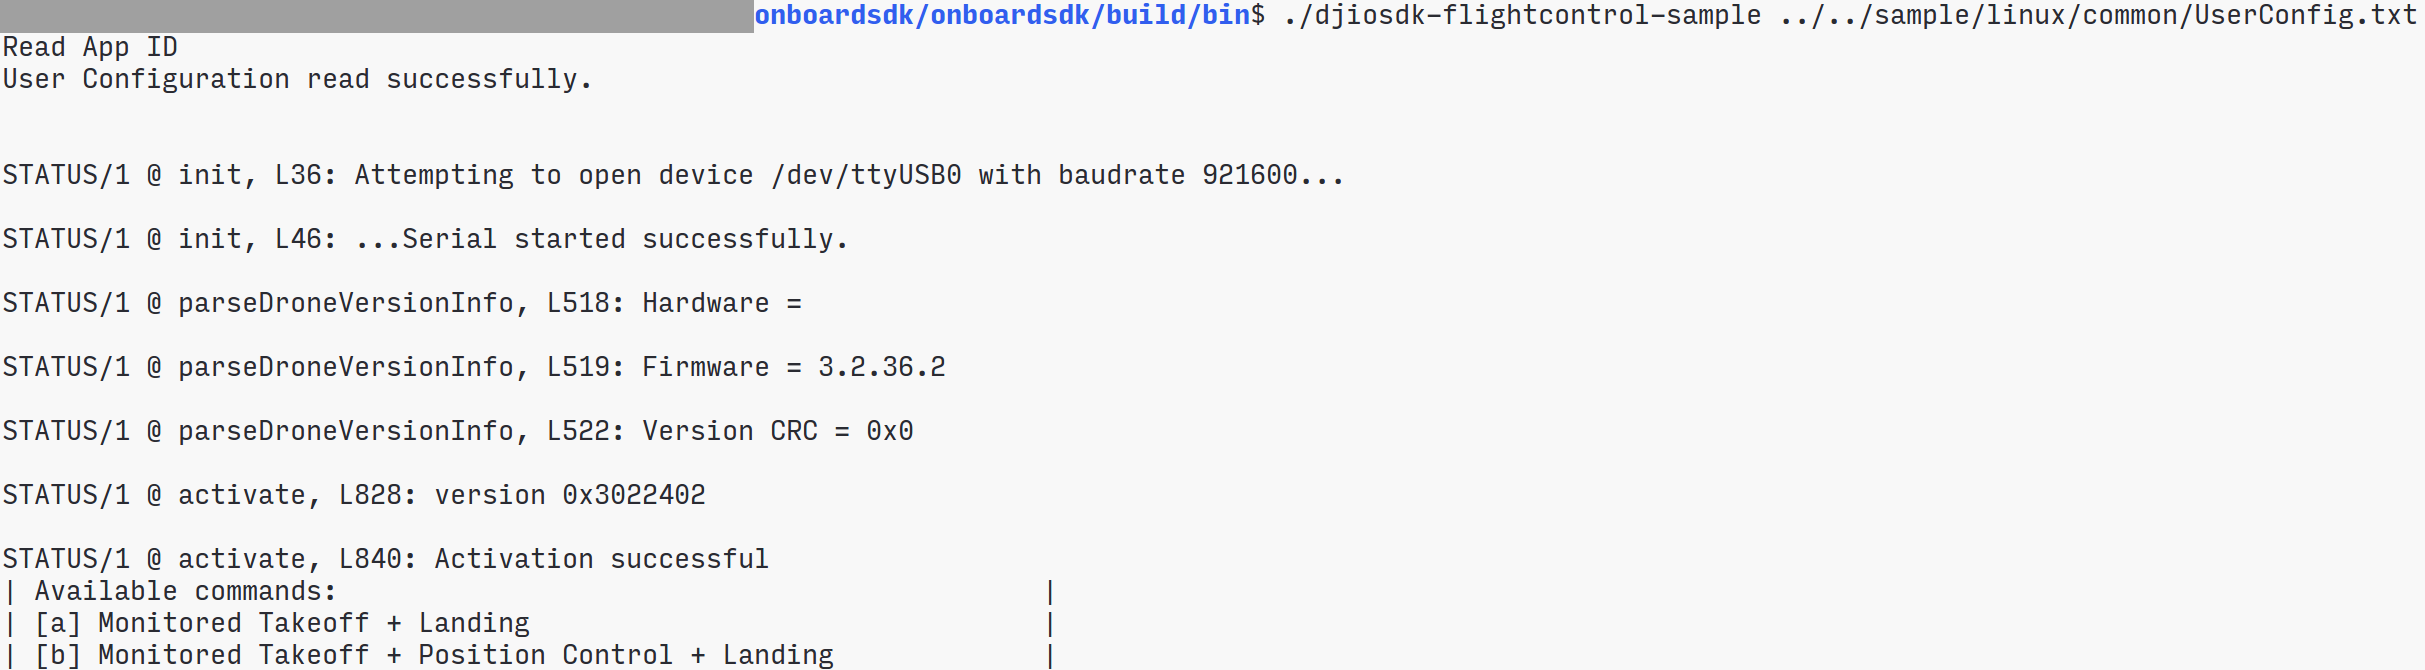 onboardsdk/onboardsdk/build/bin$ ./djiosdk-flightcontrol-sample ../../sample/linux/common/UserConfig.txt
Read App ID
User Configuration read successfully.
STATUS/1 @ init, L36: Attempting to open device /dev/ttyUSB0 with baudrate 921600...
STATUS/1 @ init, L46: ...Serial started successfully.
STATUS/1 @ parseDroneVersionInfo, L518: Hardware =
STATUS/1 @ parseDroneVersionInfo, L519: Firmware = 3.2.36.2
STATUS/1 @ parseDroneVersionInfo, L522: Version CRC = 0x0
STATUS/1 @ activate, L828: version 0x3022402
STATUS/1 @ activate, L840: Activation successful
| Available commands: |
| [a] Monitored Takeoff + Landing |
| [b] Monitored Takeoff + Position Control + Landing |